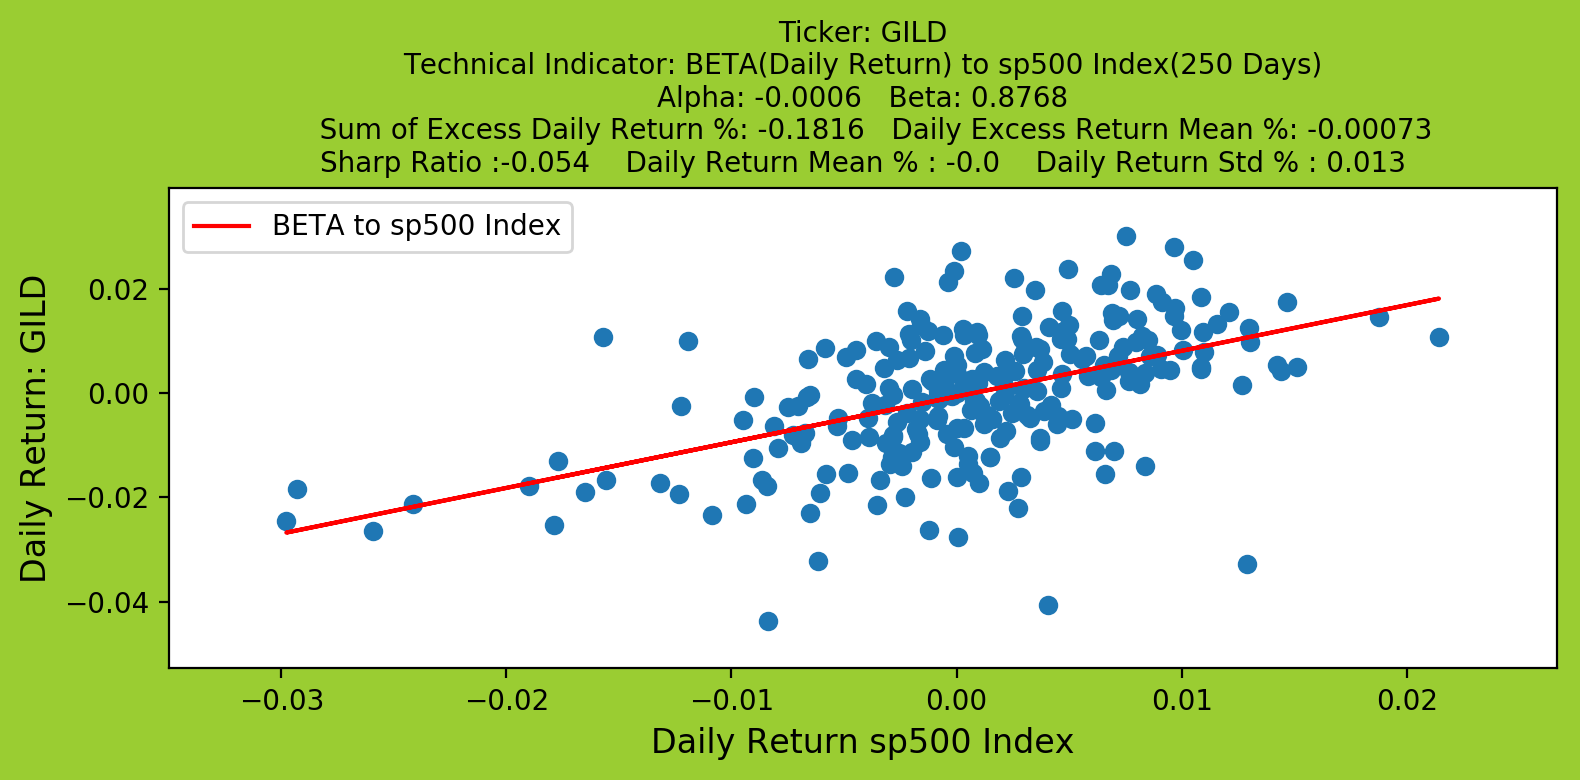 Ticker: GILD
Technical Indicator: BETA(Daily Return) to sp500 Index(250 Days)
Alpha: -0.0006   Beta: 0.8768
Sum of Excess Daily Return %: -0.1816   Daily Excess Return Mean %: -0.00073
Sharp Ratio :-0.054    Daily Return Mean % : -0.0    Daily Return Std % : 0.013
BETA to sp500 Index
Daily Return: GILD
0.02
0.00
−0.02
−0.04
−0.03 −0.02 −0.01 0.00 0.01 0.02
Daily Return sp500 Index